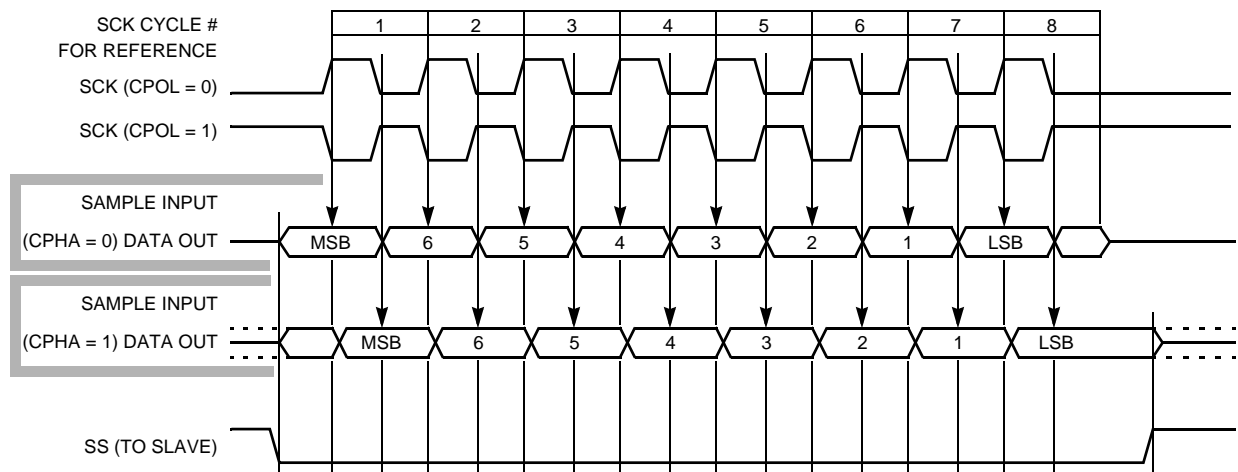 SCK CYCLE #
FOR REFERENCE
1 2 3 4 5 6 7 8
SCK (CPOL = 0)
SCK (CPOL = 1)
SAMPLE INPUT
(CPHA = 0) DATA OUT
MSB 6 5 4 3 2 1 LSB
SAMPLE INPUT
(CPHA = 1) DATA OUT
MSB 6 5 4 3 2 1 LSB
SS (TO SLAVE)